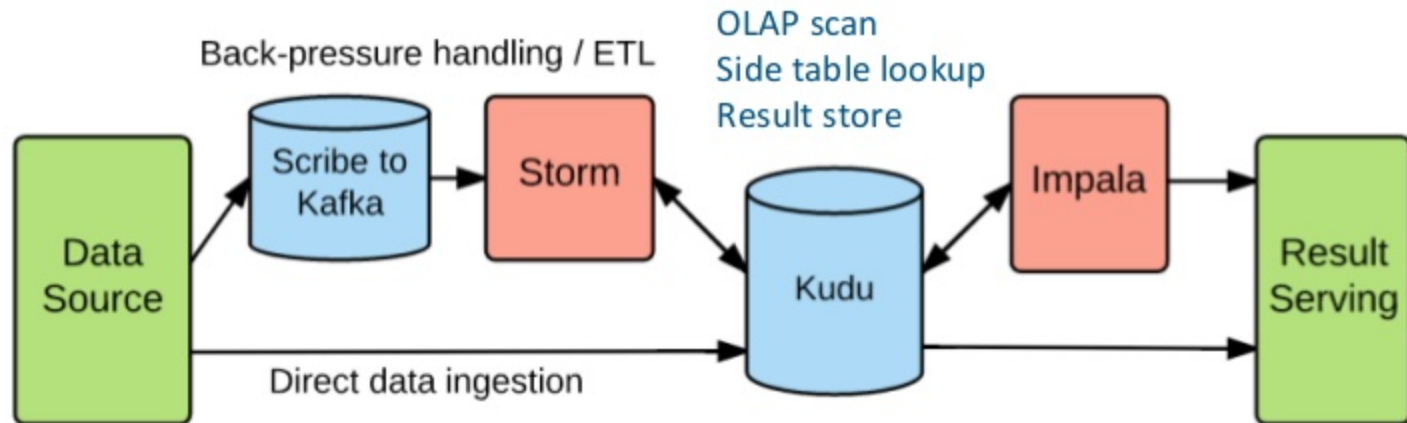 Back-pressure handling / ETL
OLAP scan
Side table lookup
Result store
Data
Source
Scribe to
Kafka
Storm
Kudu
Impala
Result
Serving
Direct data ingestion